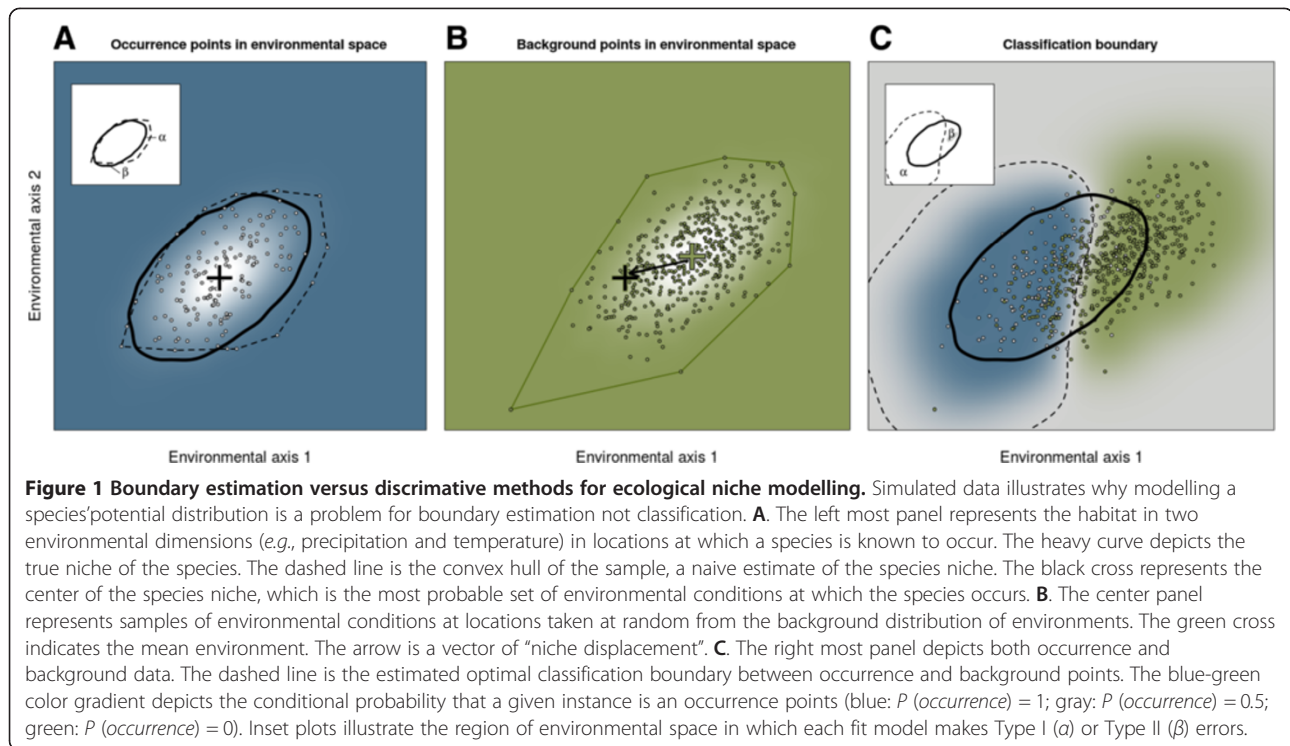 A
Occurrence points in environmental space
B
Background points in environmental space
C
Classification boundary
α
β
β
α
Environmental axis 2
Environmental axis 1
Environmental axis 1
Environmental axis 1
Figure 1 Boundary estimation versus discrimative methods for ecological niche modelling. Simulated data illustrates why modelling a
species'potential distribution is a problem for boundary estimation not classification. A. The left most panel represents the habitat in two
environmental dimensions (e.g., precipitation and temperature) in locations at which a species is known to occur. The heavy curve depicts the
true niche of the species. The dashed line is the convex hull of the sample, a naive estimate of the species niche. The black cross represents the
center of the species niche, which is the most probable set of environmental conditions at which the species occurs. B. The center panel
represents samples of environmental conditions at locations taken at random from the background distribution of environments. The green cross
indicates the mean environment. The arrow is a vector of "niche displacement". C. The right most panel depicts both occurrence and
background data. The dashed line is the estimated optimal classification boundary between occurrence and background points. The blue-green
color gradient depicts the conditional probability that a given instance is an occurrence points (blue: P (occurrence) = 1; gray: P (occurrence) = 0.5;
green: P (occurrence) = 0). Inset plots illustrate the region of environmental space in which each fit model makes Type I (α) or Type II (β) errors.